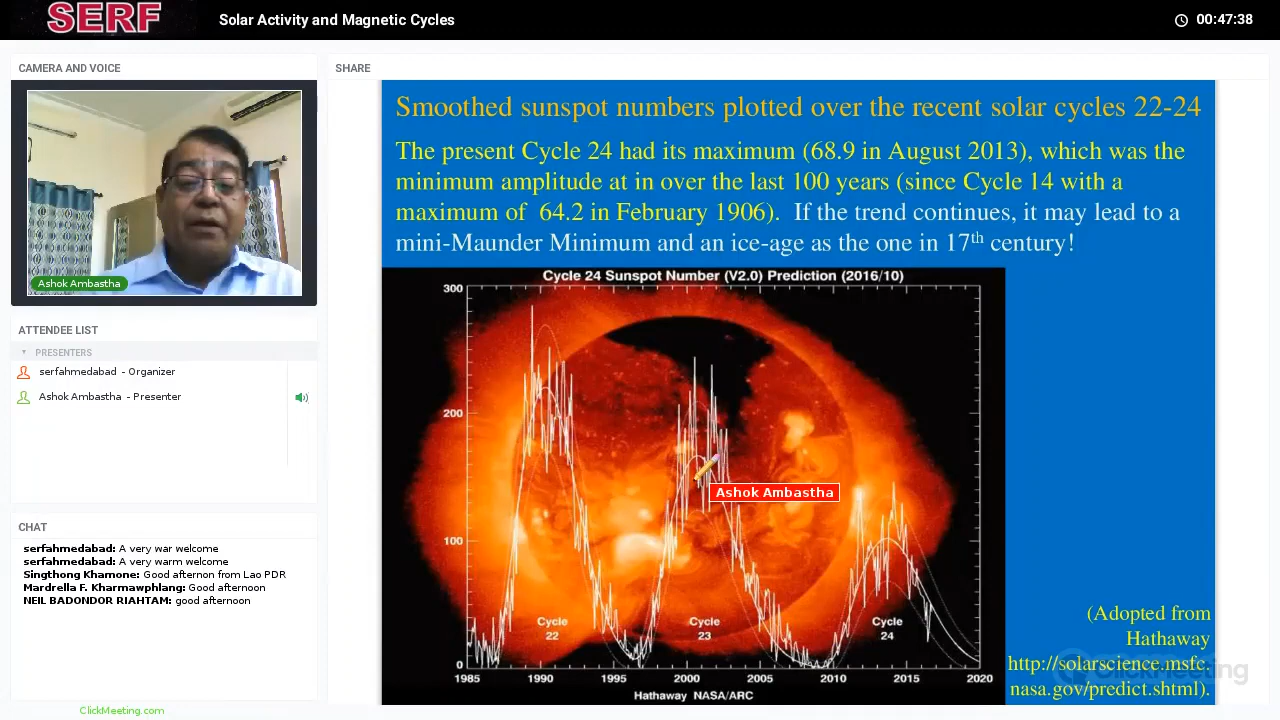 SERF
Solar Activity and Magnetic Cycles
00:47:38
CAMERA AND VOICE
Ashok Ambastha
ATTENDEE LIST
PRESENTERS
serfahmedabad - Organizer
Ashok Ambastha - Presenter
CHAT
serfahmedabad: A very war welcome
serfahmedabad: A very warm welcome
Singthong Khamone: Good afternon from Lao PDR
Mardrella F. Kharmawphlang: Good afternoon
NEIL BADONDOR RIAHTAM: good afternoon
ClickMeeting.com
SHARE
Smoothed sunspot numbers plotted over the recent solar cycles 22-24
The present Cycle 24 had its maximum (68.9 in August 2013), which was the
minimum amplitude at in over the last 100 years (since Cycle 14 with a
maximum of 64.2 in February 1906). If the trend continues, it may lead to a
mini-Maunder Minimum and an ice-age as the one in 17th century!
Cycle 24 Sunspot Number (V2.0) Prediction (2016/10)
300
200
100
0
Ashok Ambastha
Cycle 22
Cycle 23
Cycle 24
1985 1990 1995 2000 2005 2010 2015 2020
Hathaway NASA/ARC
(Adopted from
Hathaway
http://solarscience.msfc.
nasa.gov/predict.shtml).
ClickMeeting